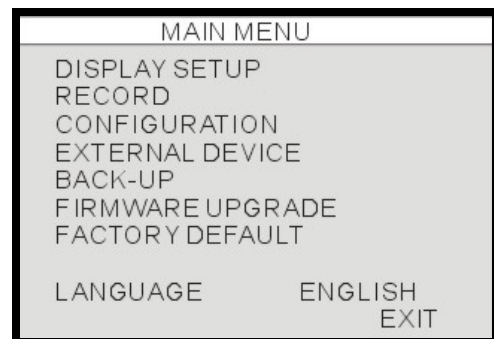 MAIN MENU
DISPLAY SETUP
RECORD
CONFIGURATION
EXTERNAL DEVICE
BACK-UP
FIRMWARE UPGRADE
FACTORY DEFAULT
LANGUAGE ENGLISH
EXIT